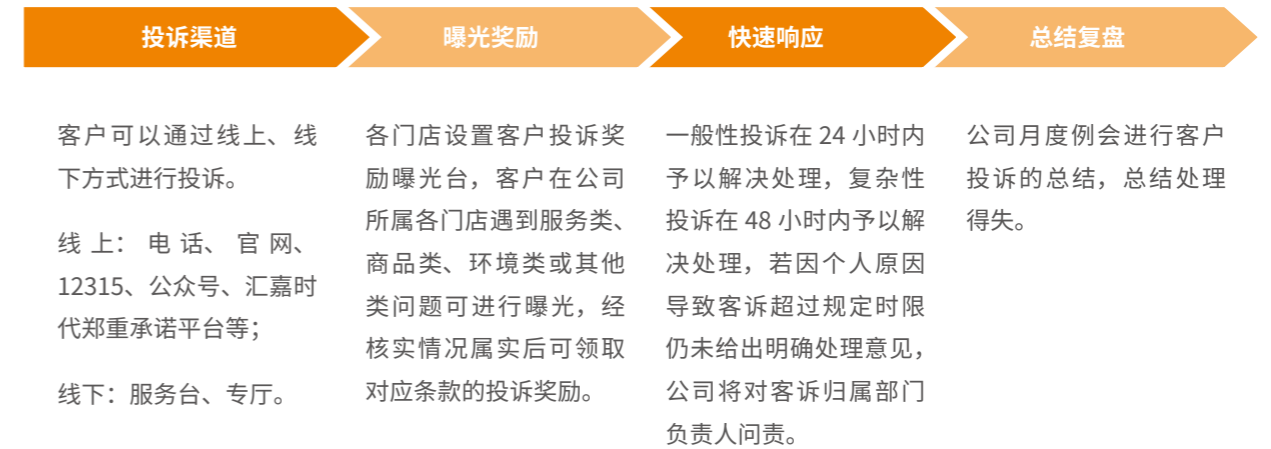 投诉渠道
曝光奖励
快速响应
总结复盘
客户可以通过线上、线
下方式进行投诉。
线上：电话、官网、
12315、公众号、汇嘉时
代郑重承诺平台等；
线下：服务台、专厅。
各门店设置客户投诉奖
励曝光台，客户在公司
所属各门店遇到服务类、
商品类、环境类或其他
类问题可进行曝光，经
核实情况属实后可领取
对应条款的投诉奖励。
一般性投诉在 24 小时内
予以解决处理，复杂性
投诉在 48 小时内予以解
决处理，若因个人原因
导致客诉超过规定时限
仍未给出明确处理意见，
公司将对客诉归属部门
负责人问责。
公司月度例会进行客户
投诉的总结，总结处理
得失。